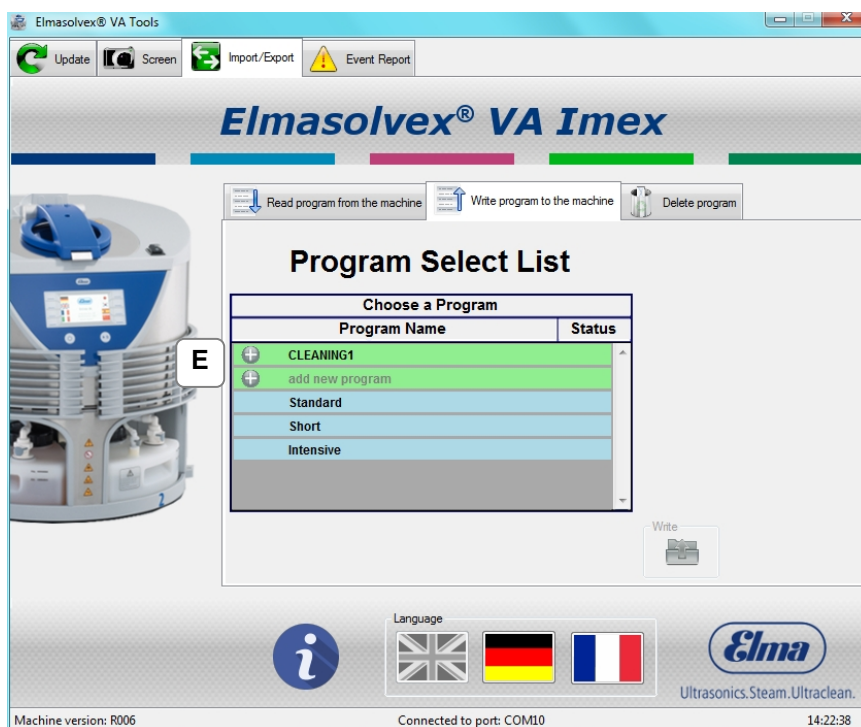 Elmasolvex® VA Tools
Update
Screen
Import/Export
Event Report
Elmasolvex® VA Imex
Read program from the machine
Write program to the machine
Delete program
Program Select List
Choose a Program
Program Name
Status
E
CLEANING1
add new program
Standard
Short
Intensive
2
Write
Language
i
Elma
Ultrasonics.Steam.Ultraclean.
Machine version: R006
Connected to port: COM10
14:22:38